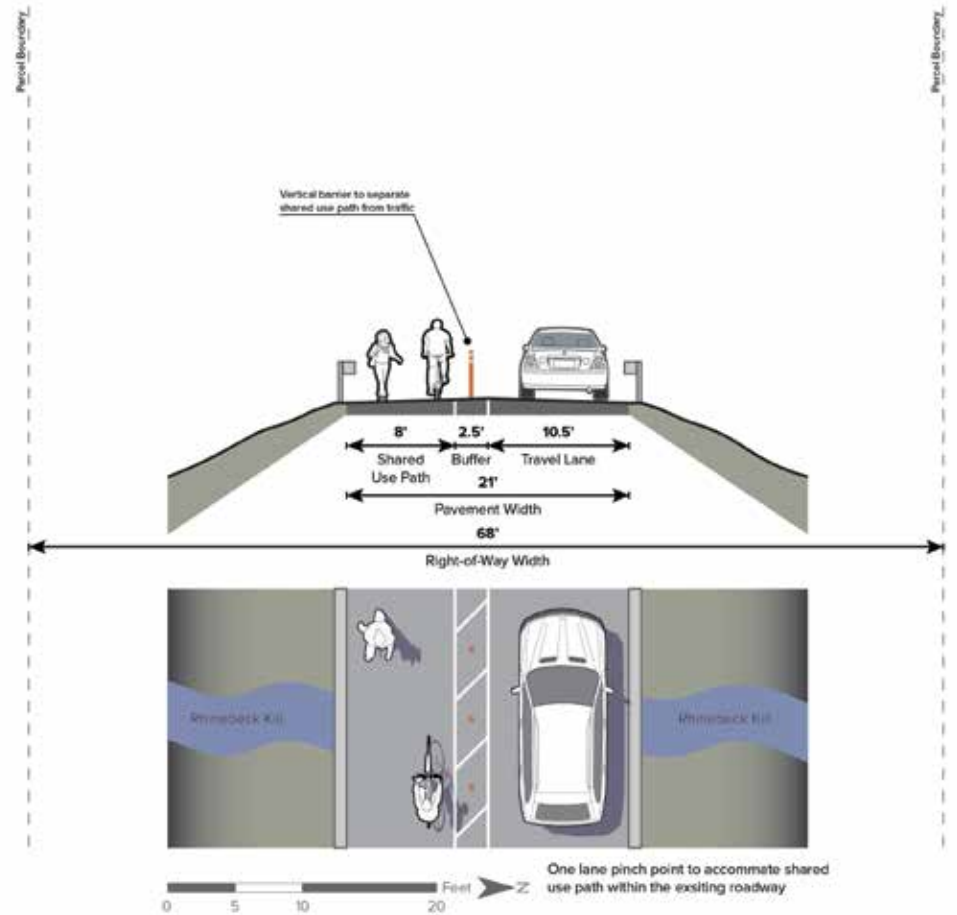 Parcel Boundary
Parcel Boundary
Vertical barrier to separate
shared use path from traffic
8'
2.5'
10.5'
Shared
Use Path
Buffer
Travel Lane
21'
Pavement Width
68'
Right-of-Way Width
Rhinebeck Kill
Rhinebeck Kill
Feet
N
0
5
10
20
One lane pinch point to accommate shared
use path within the exsiting roadway